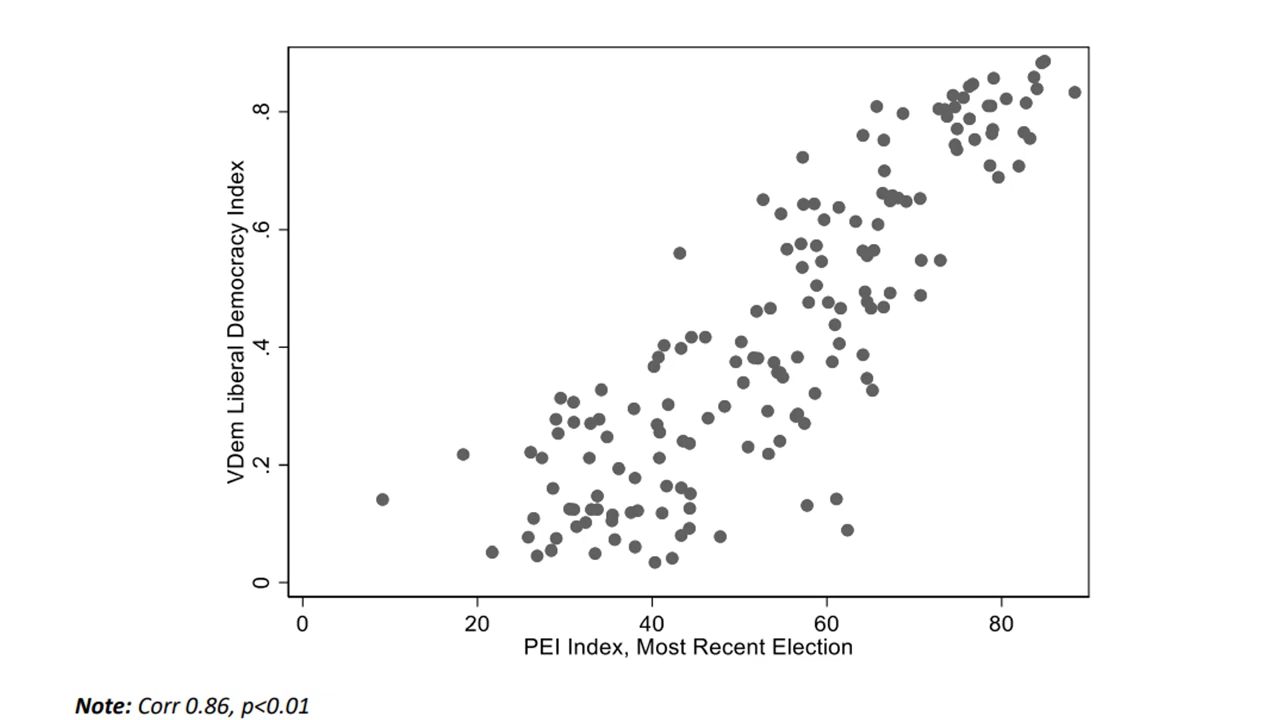 VDem Liberal Democracy Index
.8
.6
.4
.2
0
0 20 40 60 80
PEI Index, Most Recent Election
Note: Corr 0.86, p<0.01